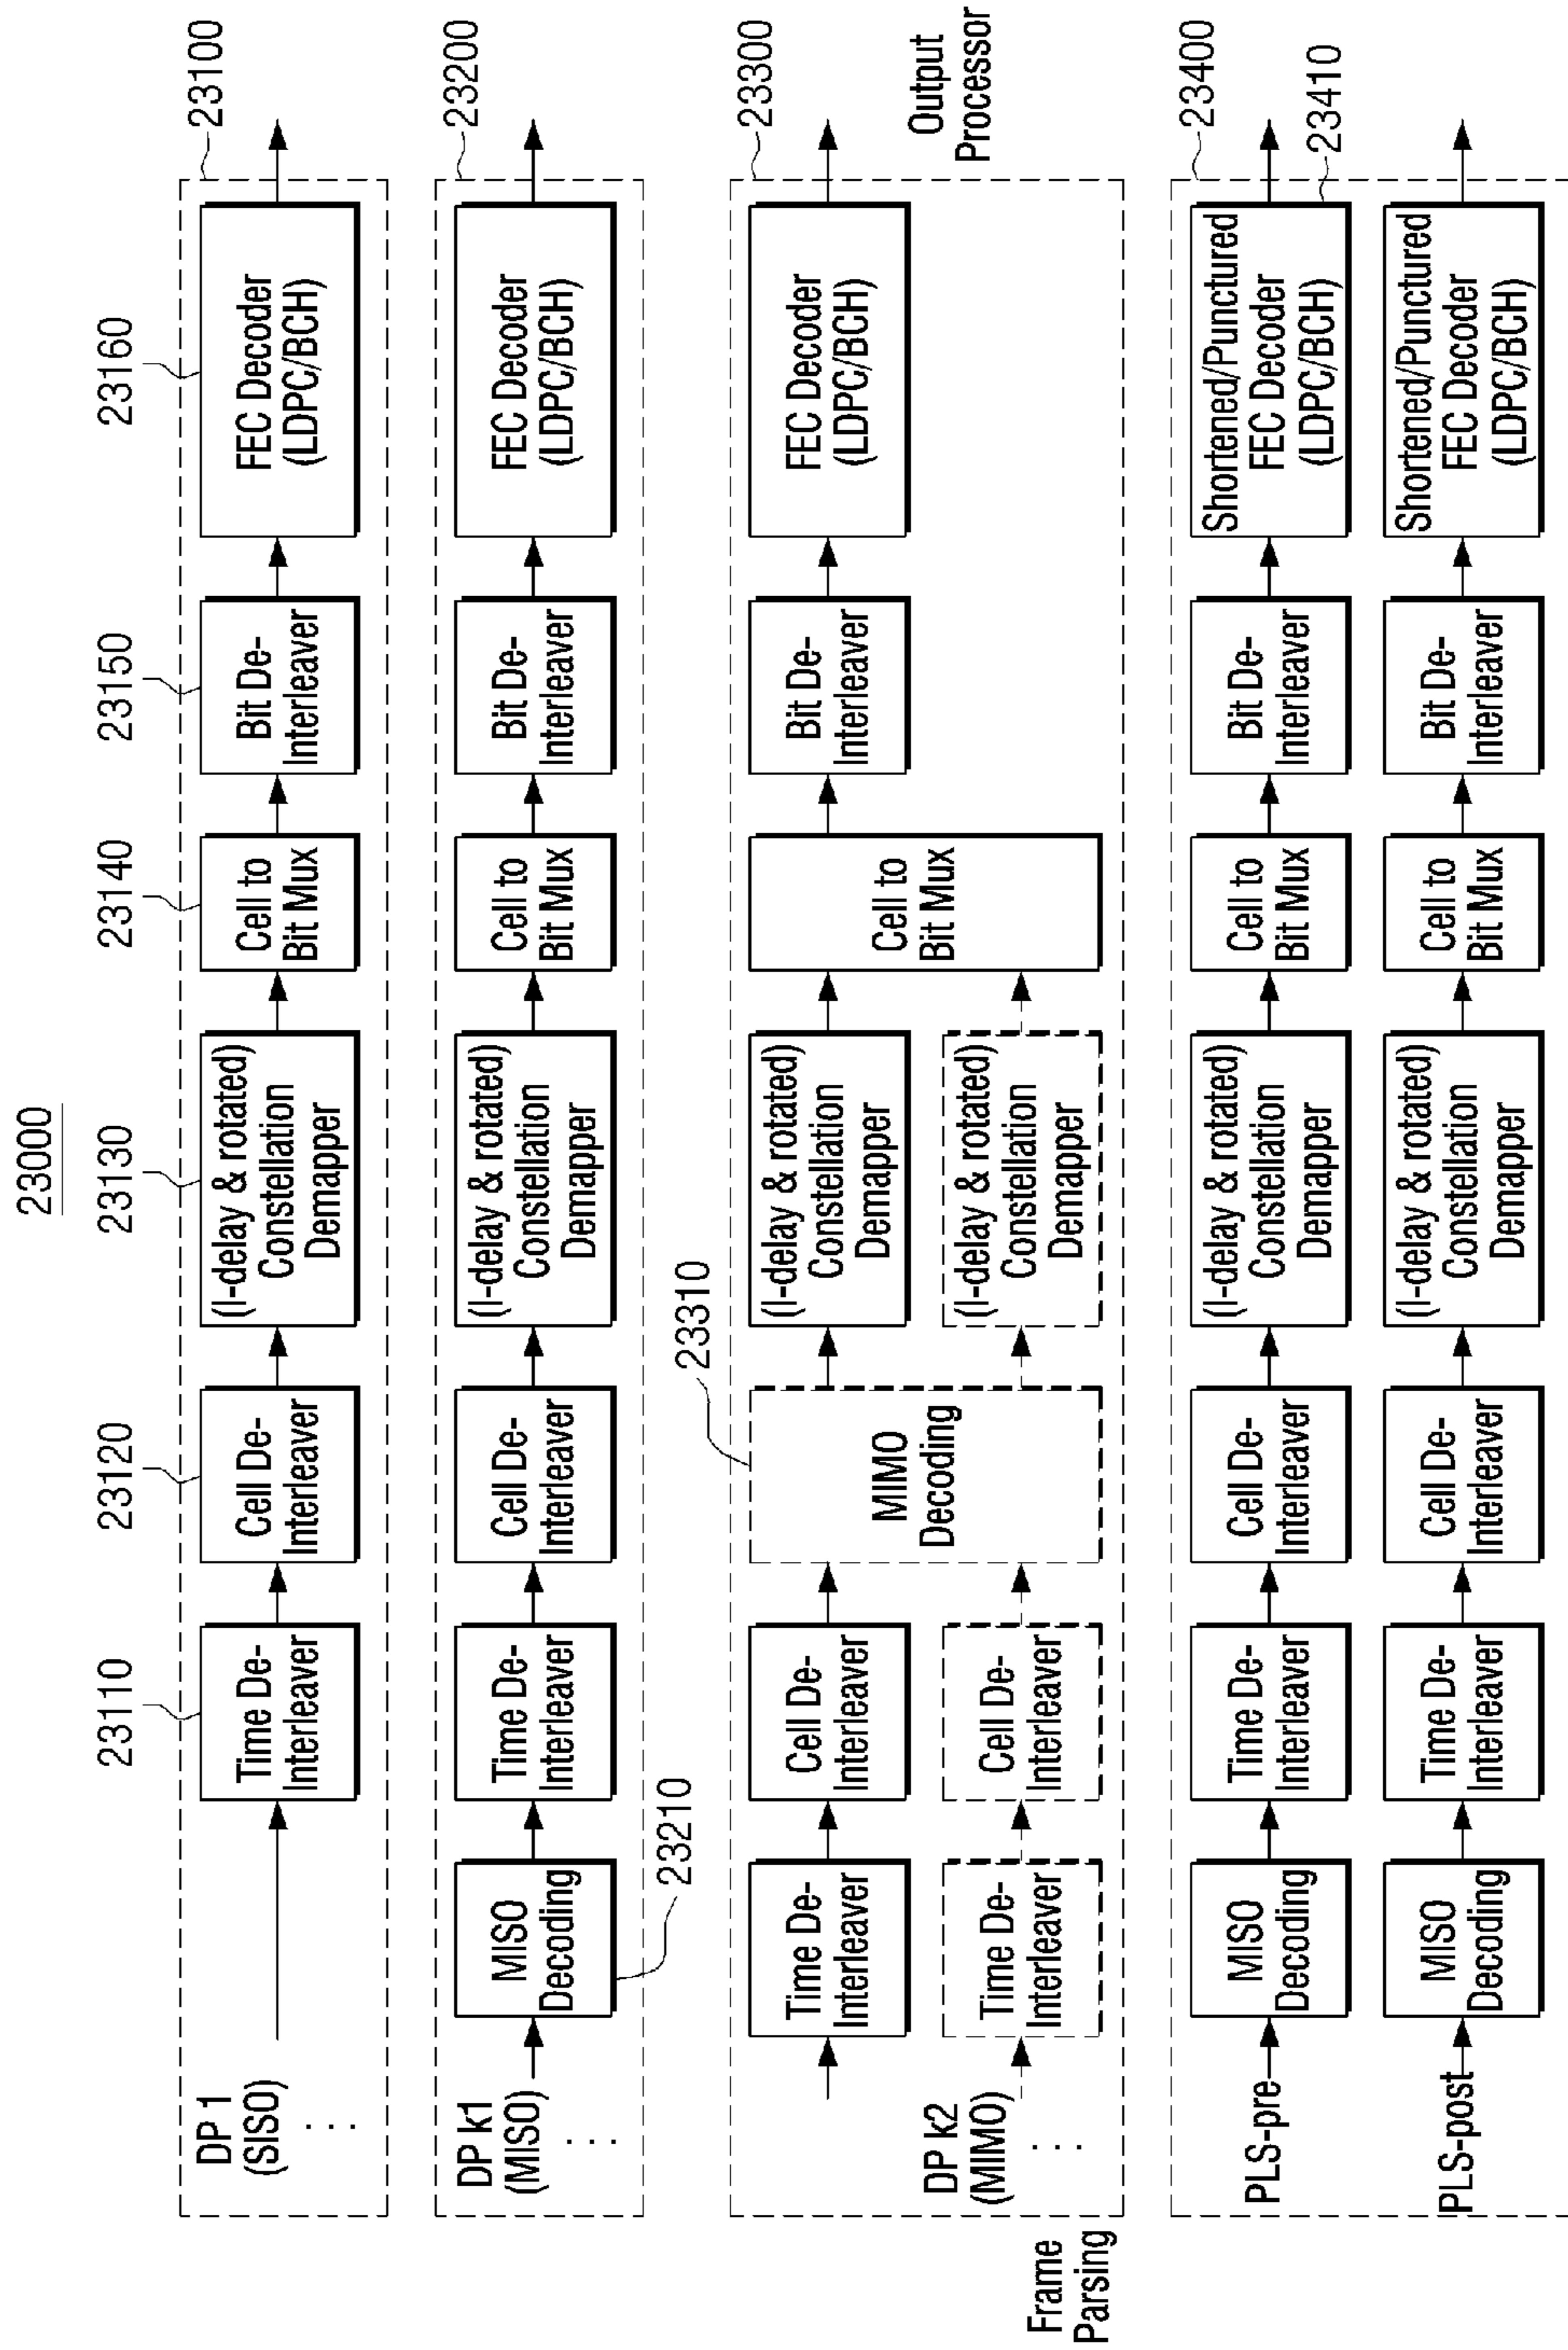 23000
23110
23120
23130
23140
23150
23160
23100
DP 1
(SISO)
. . .
Time De-
Interleaver
Cell De-
Interleaver
(I-delay & rotated)
Constellation
Demapper
Cell to
Bit Mux
Bit De-
Interleaver
FEC Decoder
(LDPC/BCH)
23200
DP k1
(MISO)
. . .
MISO
Decoding
Time De-
Interleaver
Cell De-
Interleaver
(I-delay & rotated)
Constellation
Demapper
Cell to
Bit Mux
Bit De-
Interleaver
FEC Decoder
(LDPC/BCH)
23210
23310
23300
Time De-
Interleaver
Cell De-
Interleaver
MIMO
Decoding
(I-delay & rotated)
Constellation
Demapper
Cell to
Bit Mux
Bit De-
Interleaver
FEC Decoder
(LDPC/BCH)
DP k2
(MIMO)
. . .
Time De-
Interleaver
Cell De-
Interleaver
(I-delay & rotated)
Constellation
Demapper
Output
Processor
Frame
Parsing
23400
PLS-pre
MISO
Decoding
Time De-
Interleaver
Cell De-
Interleaver
(I-delay & rotated)
Constellation
Demapper
Cell to
Bit Mux
Bit De-
Interleaver
Shortened/Punctured
FEC Decoder
(LDPC/BCH)
23410
PLS-post
MISO
Decoding
Time De-
Interleaver
Cell De-
Interleaver
(I-delay & rotated)
Constellation
Demapper
Cell to
Bit Mux
Bit De-
Interleaver
Shortened/Punctured
FEC Decoder
(LDPC/BCH)